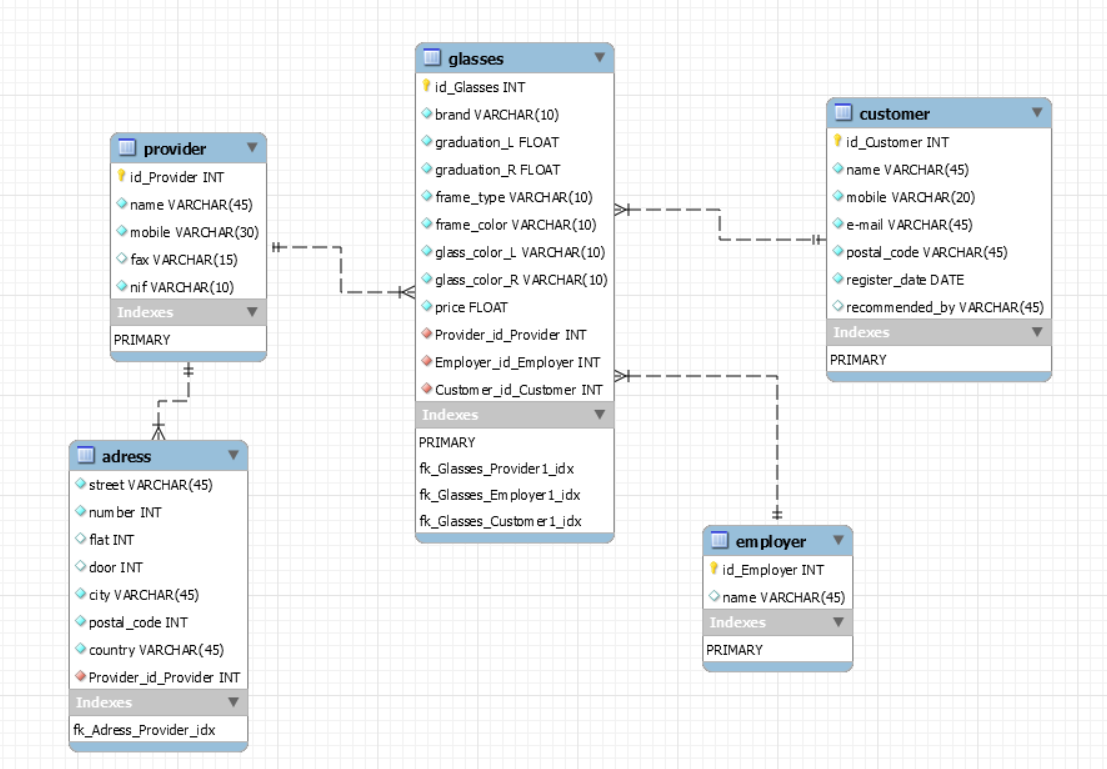 provider
id_Provider INT
name VARCHAR(45)
mobile VARCHAR(30)
fax VARCHAR(15)
nif VARCHAR(10)
Indexes
PRIMARY
adress
street VARCHAR(45)
number INT
flat INT
door INT
city VARCHAR(45)
postal_code INT
country VARCHAR(45)
Provider_id_Provider INT
Indexes
fk_Adress_Provider_idx
glasses
id_Glasses INT
brand VARCHAR(10)
graduation_L FLOAT
graduation_R FLOAT
frame_type VARCHAR(10)
frame_color VARCHAR(10)
glass_color_L VARCHAR(10)
glass_color_R VARCHAR(10)
price FLOAT
Provider_id_Provider INT
Employer_id_Employer INT
Customer_id_Customer INT
Indexes
PRIMARY
fk_Glasses_Provider1_idx
fk_Glasses_Employer1_idx
fk_Glasses_Customer1_idx
customer
id_Customer INT
name VARCHAR(45)
mobile VARCHAR(20)
e-mail VARCHAR(45)
postal_code VARCHAR(45)
register_date DATE
recommended_by VARCHAR(45)
Indexes
PRIMARY
employer
id_Employer INT
name VARCHAR(45)
Indexes
PRIMARY